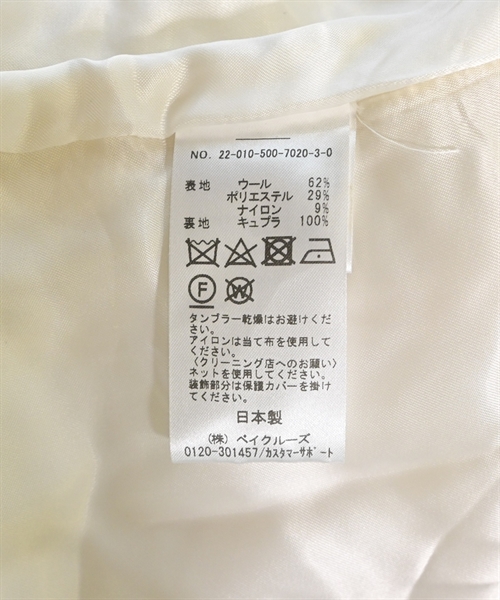 NO. 22-010-500-7020-3-0
表地 ウール 62%
ポリエステル 29%
ナイロン 9%
裏地 キュプラ 100%
F W
タンブラー乾燥はお避けくだ
さい。
アイロンは当て布を使用して
ください。
〈クリーニング店へのお願い〉
ネットを使用してください。
装飾部分は保護カバーを掛け
てください。
日本製
(株) ベイクルーズ
0120-301457/カスタマーサポート